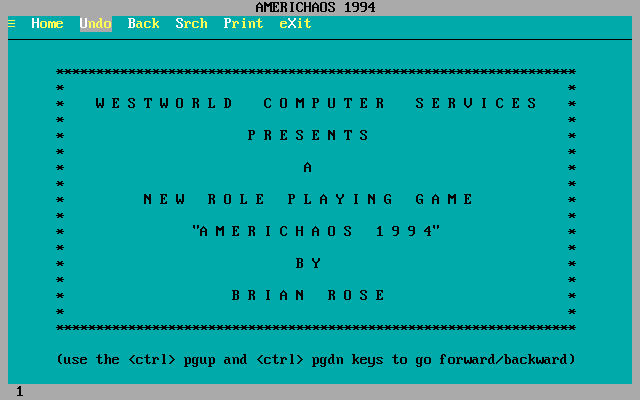 AMERICHAOS 1994
≡ Home Undo Back Srch Print eXit
*****************************************************************
* *
* W E S T W O R L D   C O M P U T E R   S E R V I C E S *
* *
* P R E S E N T S *
* *
* A *
* *
* N E W   R O L E   P L A Y I N G   G A M E *
* *
* "A M E R I C H A O S   1 9 9 4" *
* *
* B Y *
* *
* B R I A N   R O S E *
* *
*****************************************************************
(use the <ctrl> pgup and <ctrl> pgdn keys to go forward/backward)
1